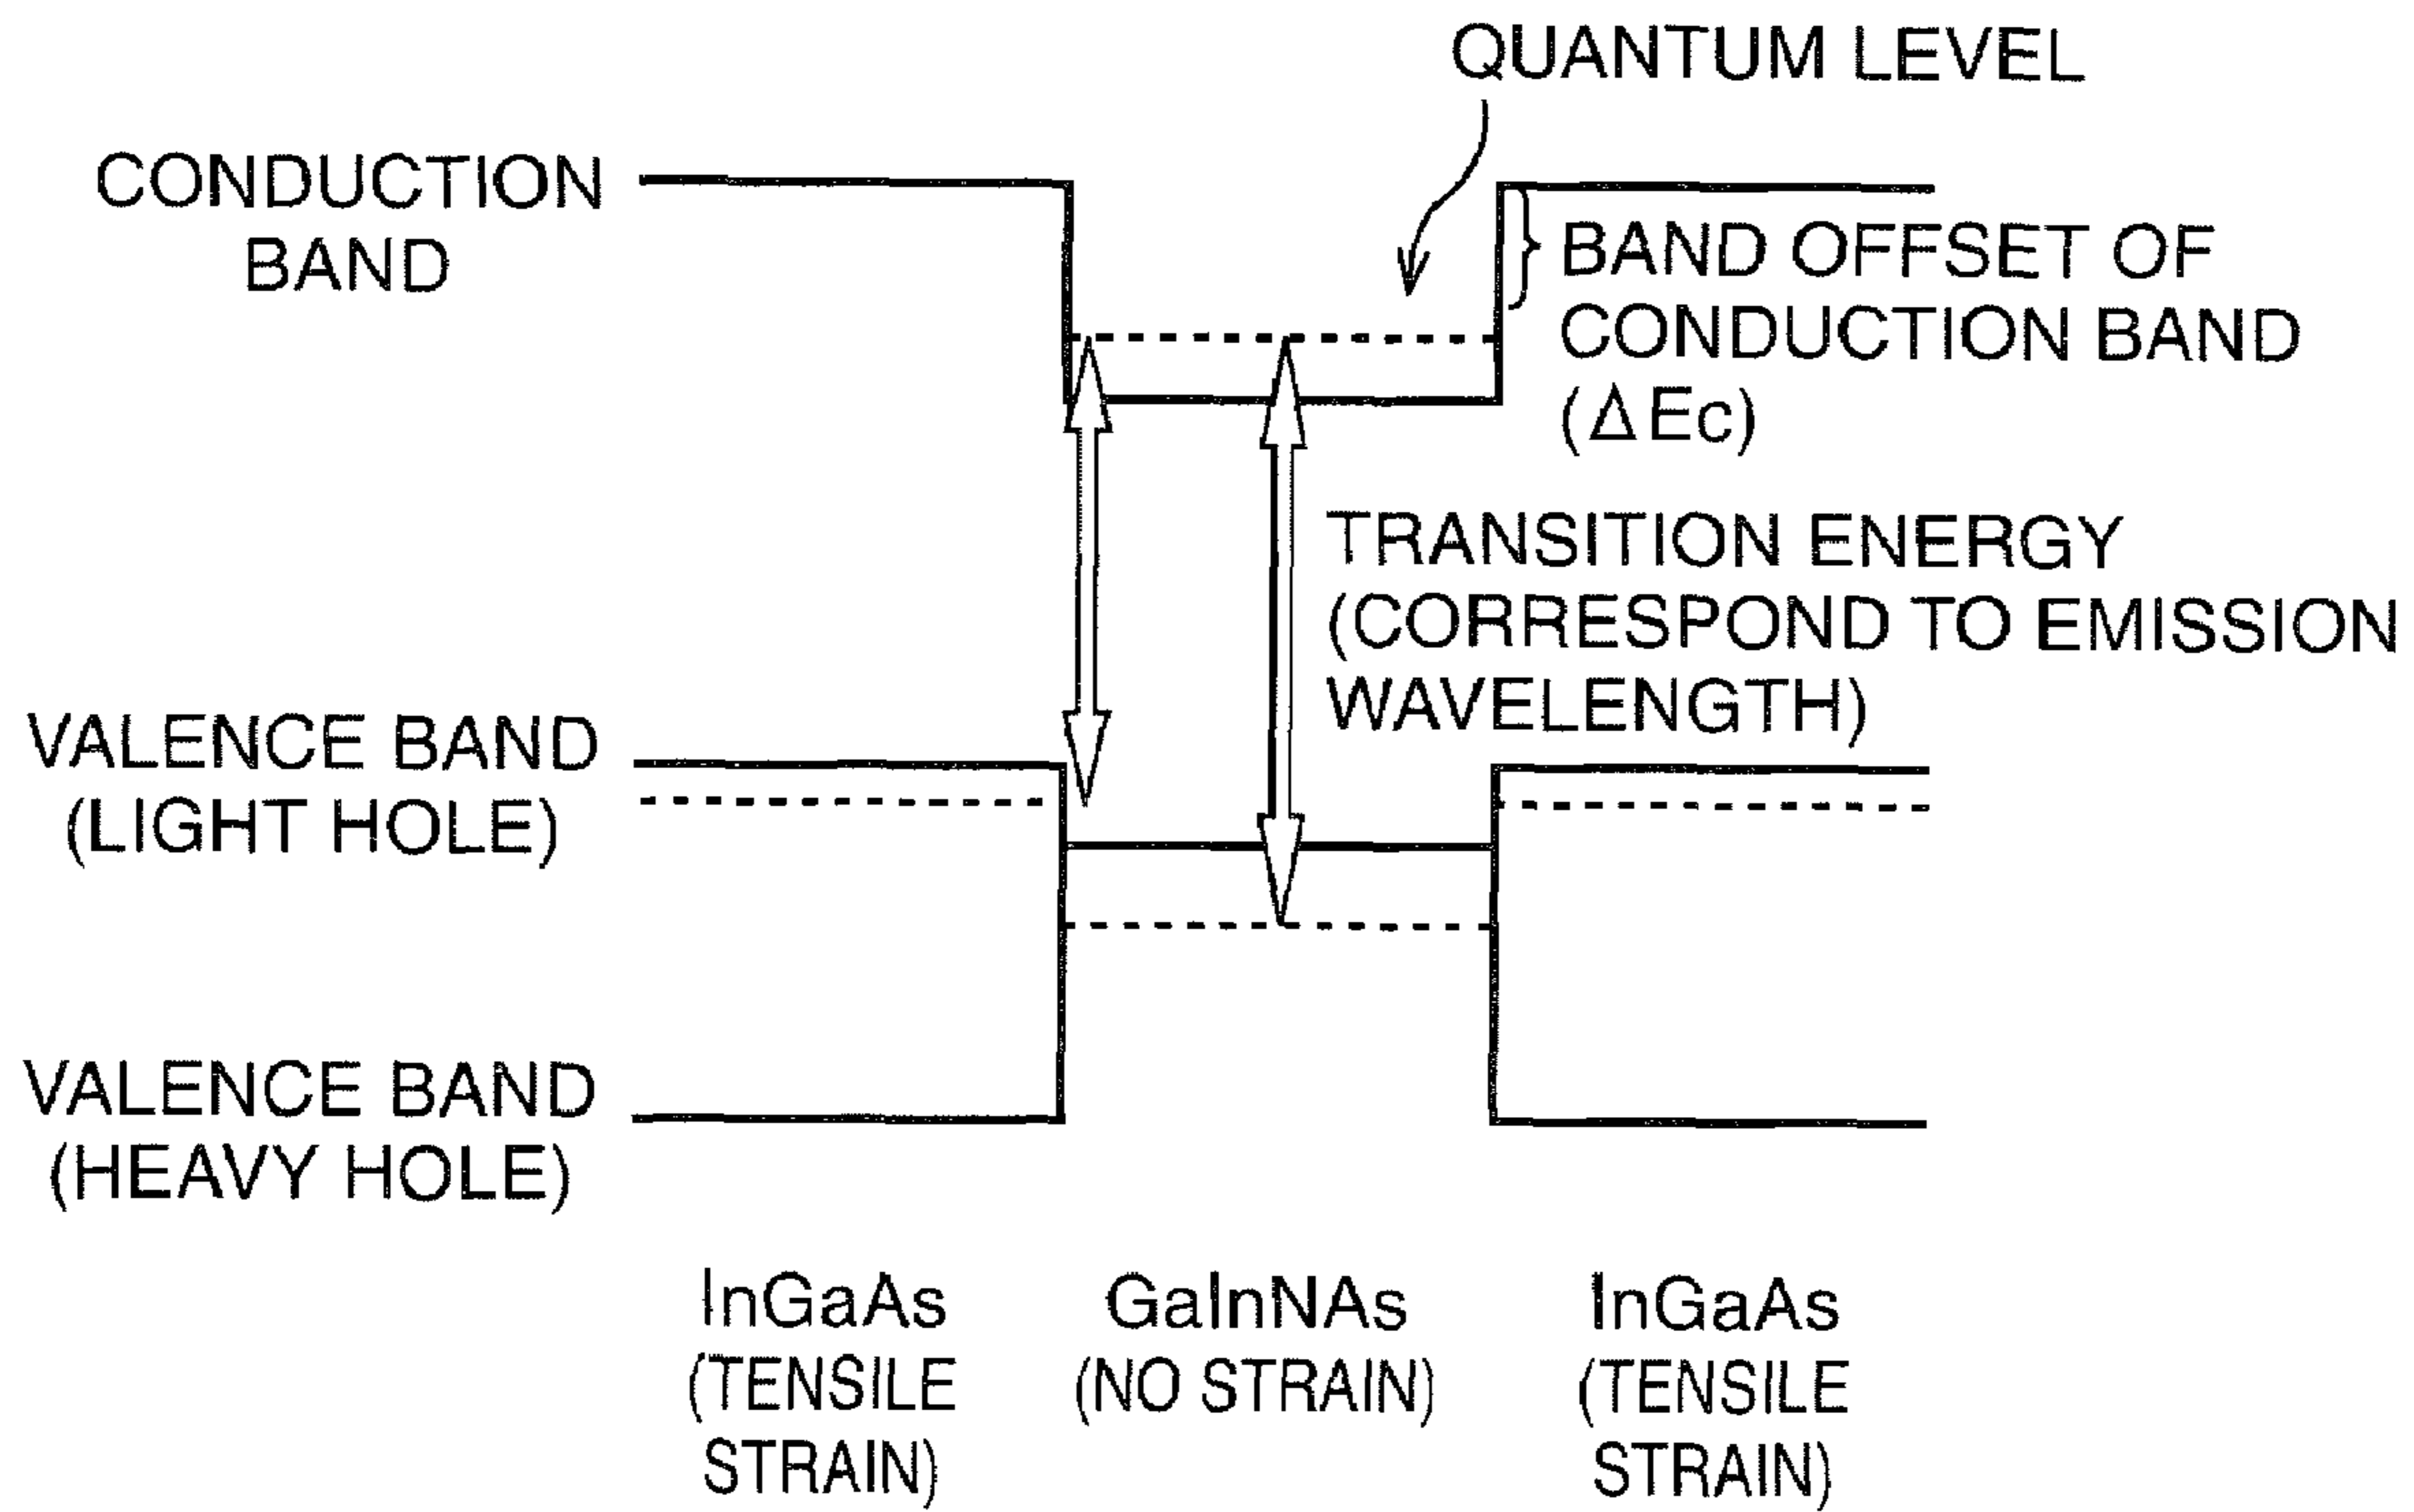 QUANTUM LEVEL
CONDUCTION
BAND
BAND OFFSET OF
CONDUCTION BAND
(ΔEc)
TRANSITION ENERGY
(CORRESPOND TO EMISSION
WAVELENGTH)
VALENCE BAND
(LIGHT HOLE)
VALENCE BAND
(HEAVY HOLE)
InGaAs
(TENSILE
STRAIN)
GaInNAs
(NO STRAIN)
InGaAs
(TENSILE
STRAIN)